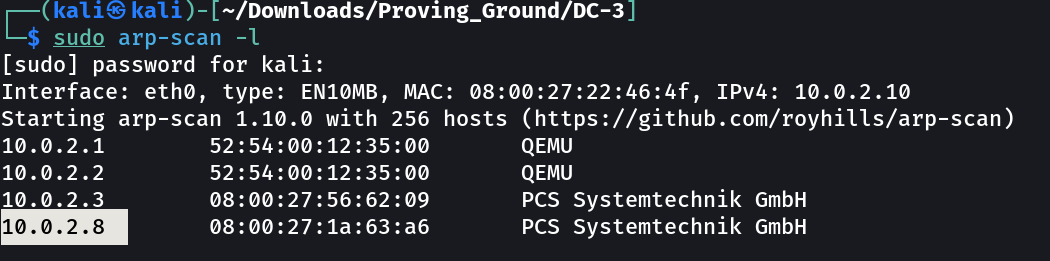 ┌──(kali㉿kali)-[~/Downloads/Proving_Ground/DC-3]
└─$ sudo arp-scan -l
[sudo] password for kali:
Interface: eth0, type: EN10MB, MAC: 08:00:27:22:46:4f, IPv4: 10.0.2.10
Starting arp-scan 1.10.0 with 256 hosts (https://github.com/royhills/arp-scan)
10.0.2.1 52:54:00:12:35:00 QEMU
10.0.2.2 52:54:00:12:35:00 QEMU
10.0.2.3 08:00:27:56:62:09 PCS Systemtechnik GmbH
10.0.2.8 08:00:27:1a:63:a6 PCS Systemtechnik GmbH